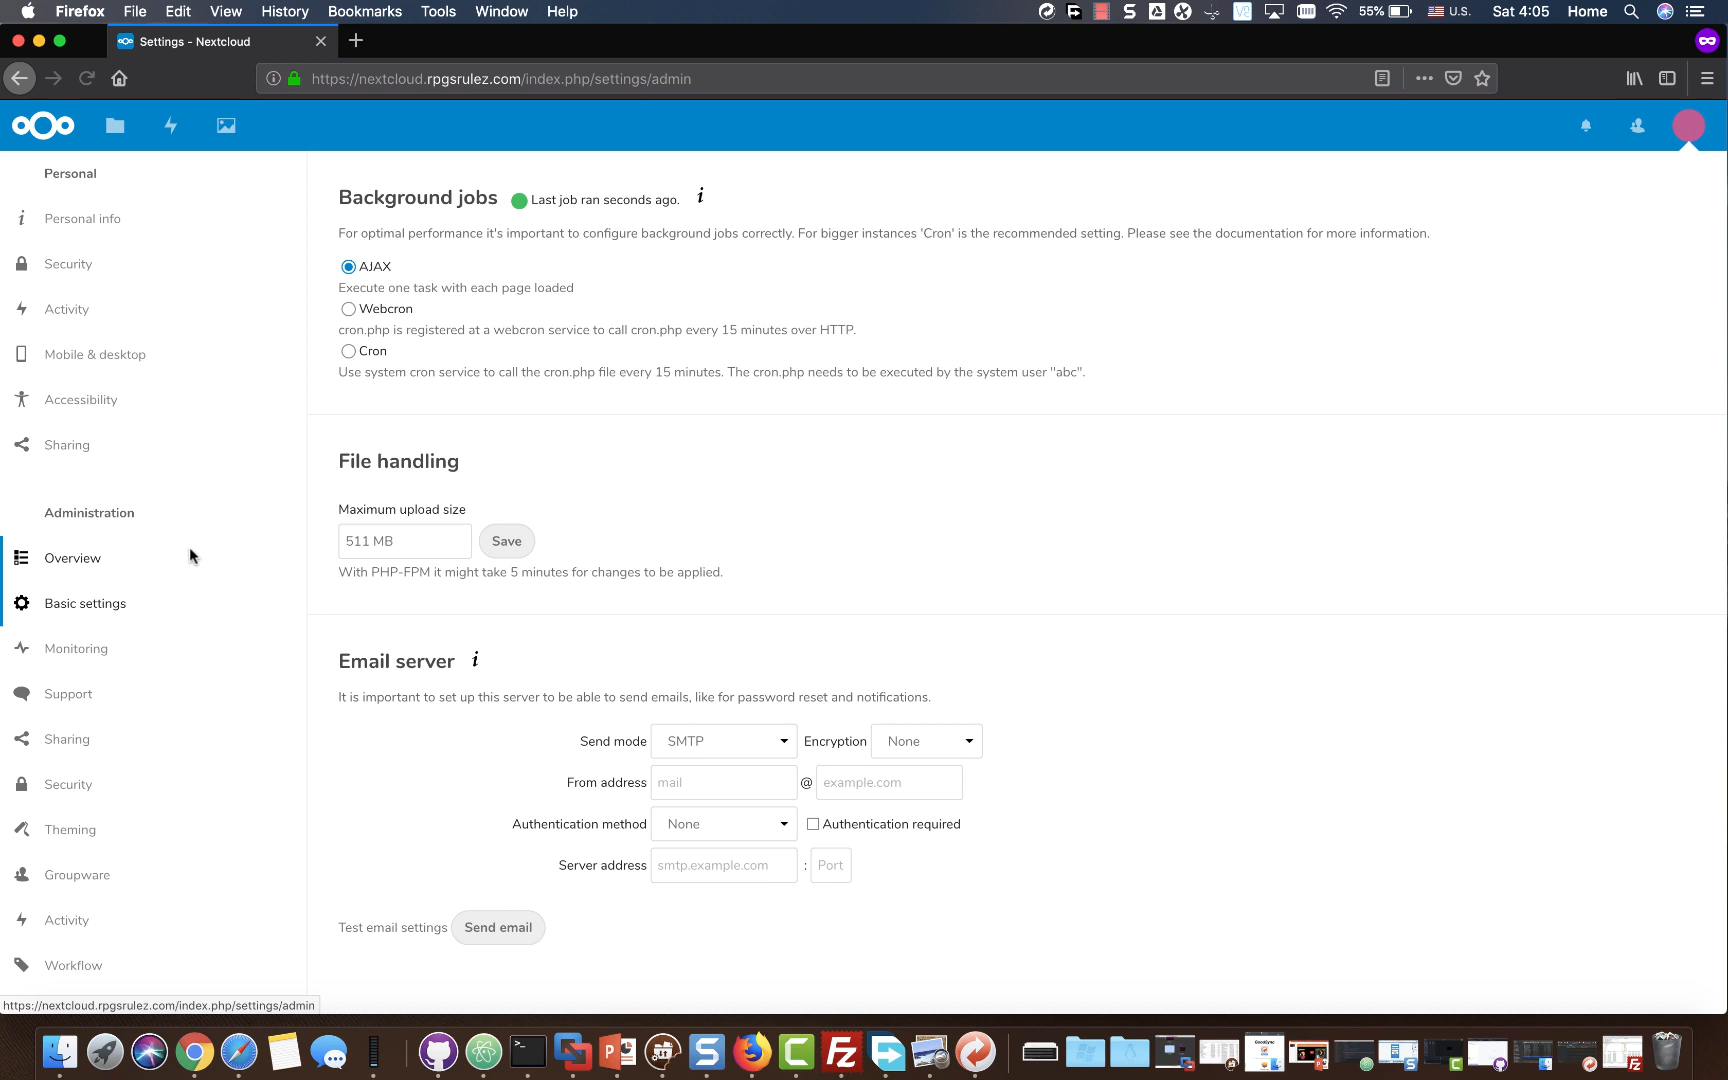 Firefox File Edit View History Bookmarks Tools Window Help
55% U.S. Sat 4:05 Home
Settings - Nextcloud
https://nextcloud.rpgsrulez.com/index.php/settings/admin
Personal
Personal info
Security
Activity
Mobile & desktop
Accessibility
Sharing
Administration
Overview
Basic settings
Monitoring
Support
Sharing
Security
Theming
Groupware
Activity
Workflow
https://nextcloud.rpgsrulez.com/index.php/settings/admin
Background jobs Last job ran seconds ago. i
For optimal performance it's important to configure background jobs correctly. For bigger instances 'Cron' is the recommended setting. Please see the documentation for more information.
AJAX
Execute one task with each page loaded
Webcron
cron.php is registered at a webcron service to call cron.php every 15 minutes over HTTP.
Cron
Use system cron service to call the cron.php file every 15 minutes. The cron.php needs to be executed by the system user "abc".
File handling
Maximum upload size
511 MB Save
With PHP-FPM it might take 5 minutes for changes to be applied.
Email server i
It is important to set up this server to be able to send emails, like for password reset and notifications.
Send mode SMTP Encryption None
From address mail @ example.com
Authentication method None Authentication required
Server address smtp.example.com : Port
Test email settings Send email